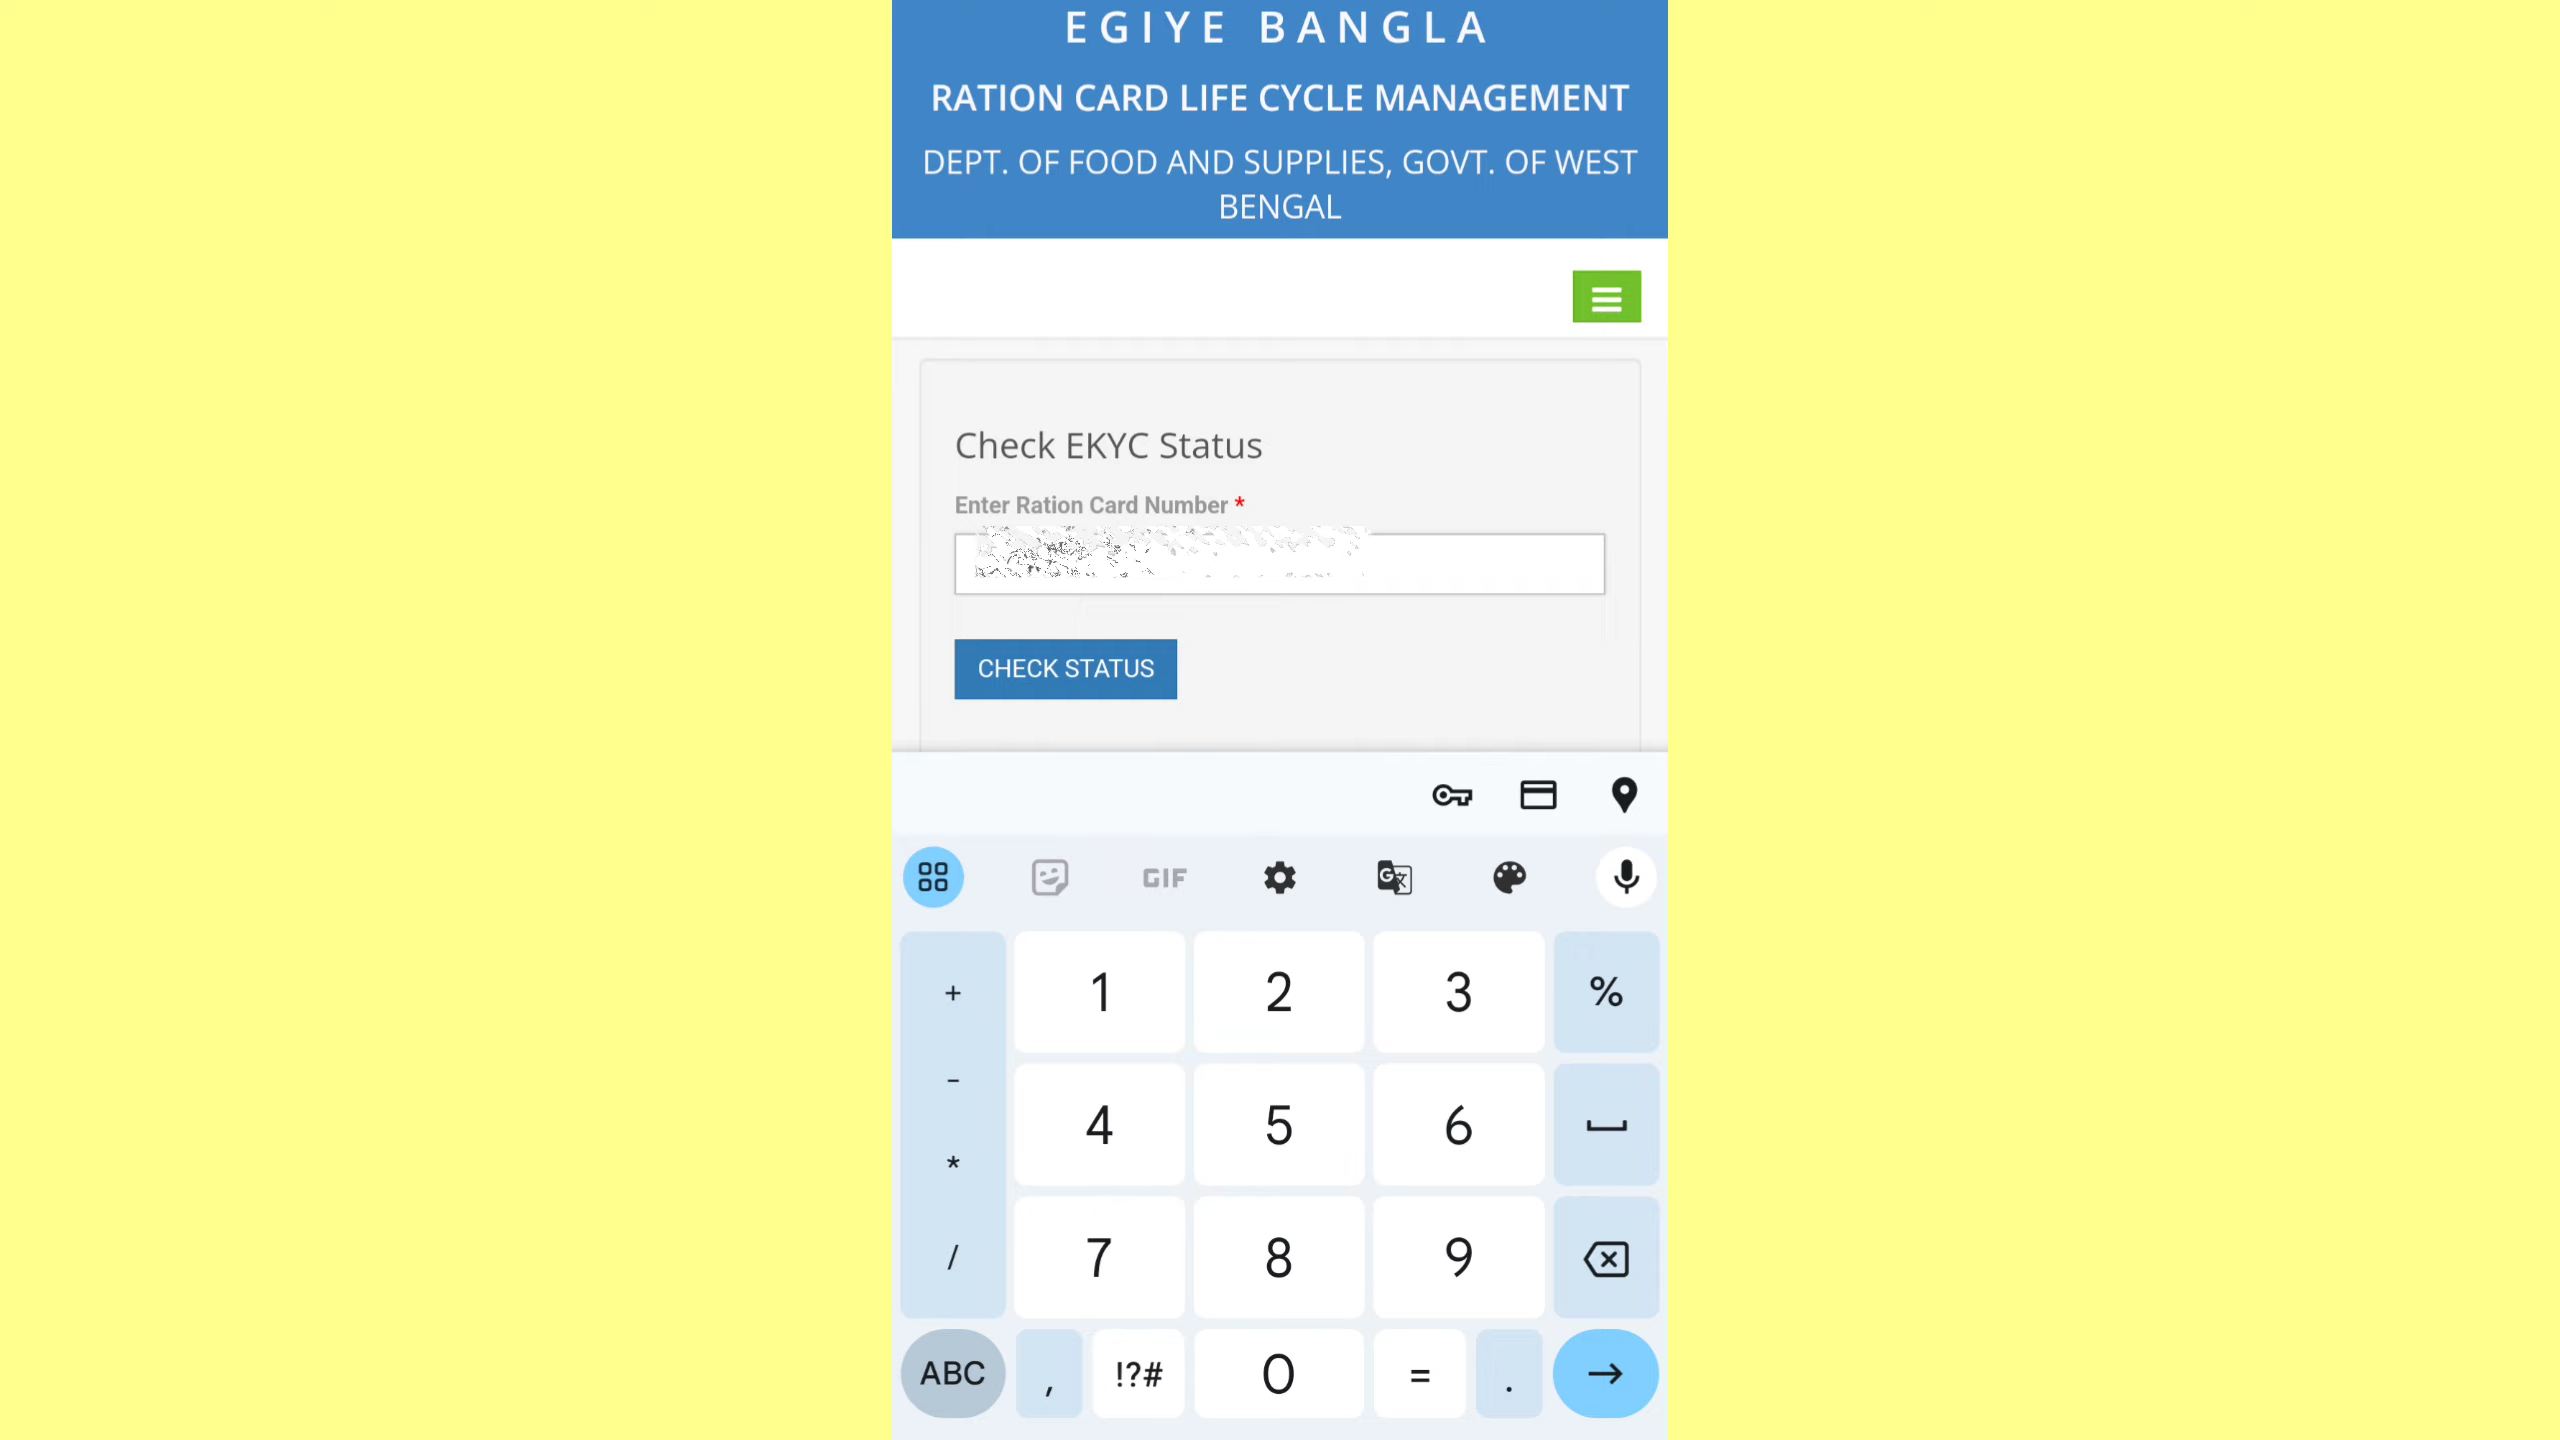 EGIYE BANGLA
RATION CARD LIFE CYCLE MANAGEMENT
DEPT. OF FOOD AND SUPPLIES, GOVT. OF WEST
BENGAL
Check EKYC Status
Enter Ration Card Number *
CHECK STATUS
GIF
+ 1 2 3 %
-
4 5 6
*
/ 7 8 9
ABC , !?# 0 = .